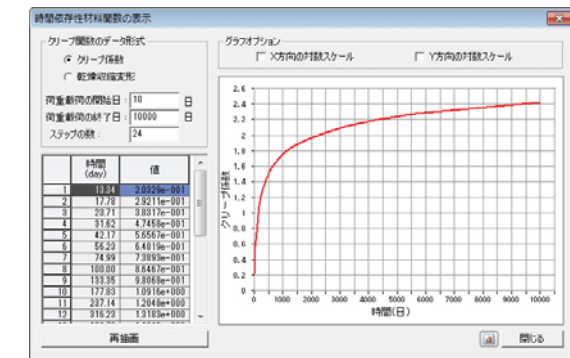 時間依存性材料関数の表示
クリープ関数のデータ形式
クリープ係数
乾燥収縮変形
荷重載荷の開始日 : 10 日
荷重載荷の終了日 : 10000 日
ステップの数 : 24
時間 (day) 値
1 13.34 2.0329e-001
2 17.78 2.9211e-001
3 23.71 3.8317e-001
4 31.62 4.7458e-001
5 42.17 5.6567e-001
6 56.23 6.4819e-001
7 74.99 7.3893e-001
8 100.00 8.6467e-001
9 133.35 9.8068e-001
10 177.83 1.0916e+000
11 237.14 1.2048e+000
12 316.23 1.3183e+000
再描画
グラフオプション
X方向の対数スケール Y方向の対数スケール
クリープ係数
2.6
2.4
2.2
2
1.8
1.6
1.4
1.2
1
0.8
0.6
0.4
0.2
0
0 1000 2000 3000 4000 5000 6000 7000 8000 9000 10000
時間(日)
閉じる